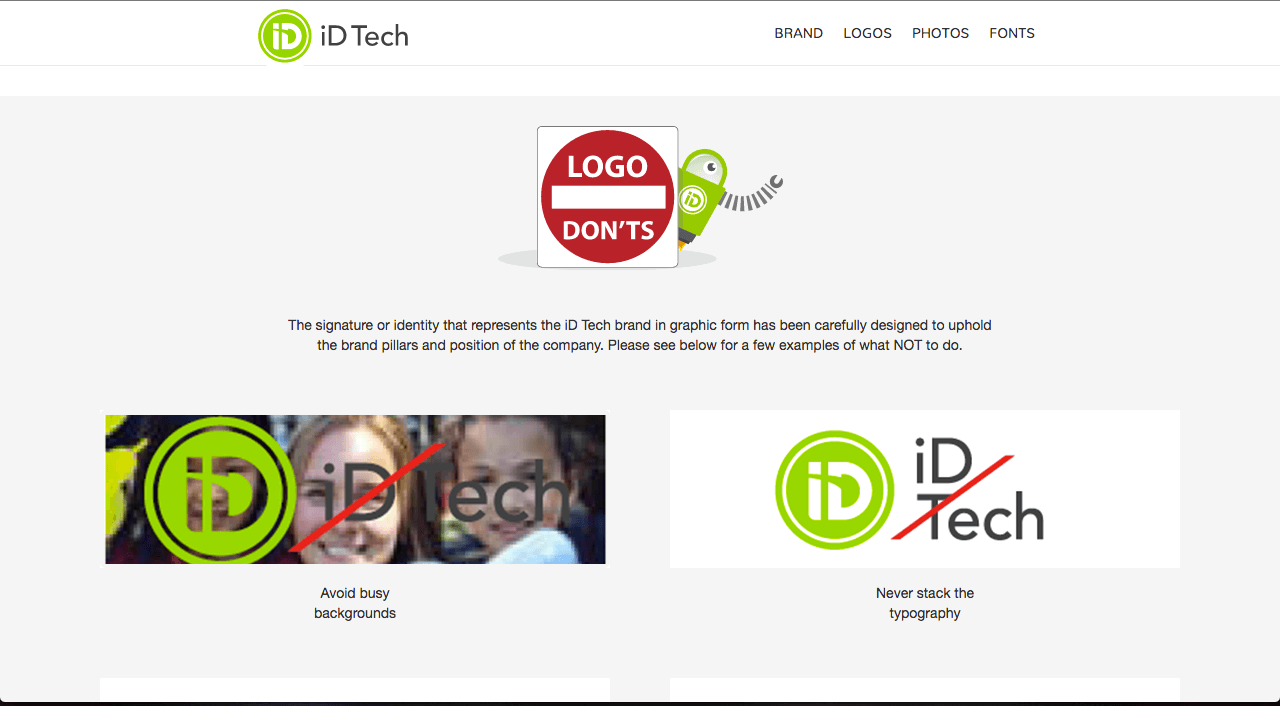 iD iD Tech
BRAND LOGOS PHOTOS FONTS
LOGO
DON'TS
iD
The signature or identity that represents the iD Tech brand in graphic form has been carefully designed to uphold
the brand pillars and position of the company. Please see below for a few examples of what NOT to do.
iD iD Tech
Avoid busy
backgrounds
iD iD
Tech
Never stack the
typography